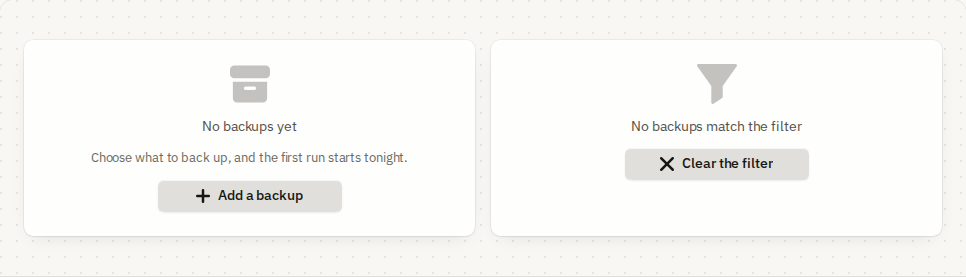 No backups yet
Choose what to back up, and the first run starts tonight.
Add a backup
No backups match the filter
Clear the filter